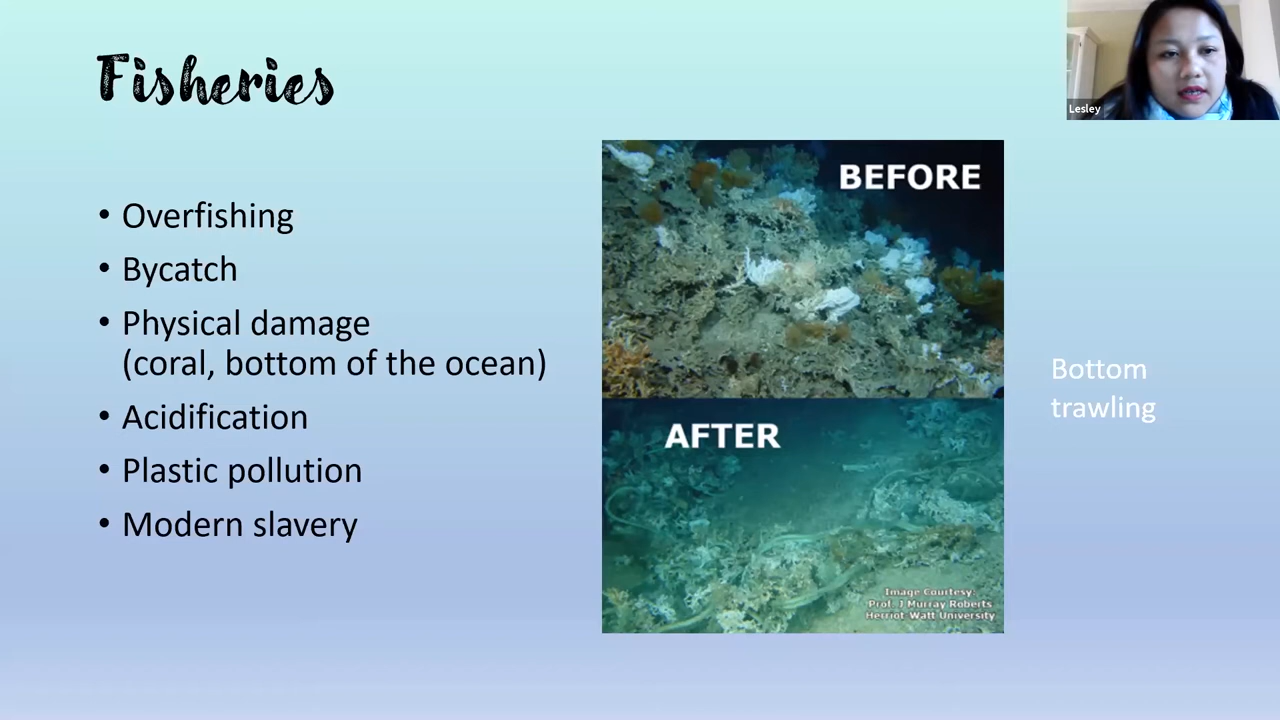 Fisheries
Lesley
• Overfishing
• Bycatch
• Physical damage
(coral, bottom of the ocean)
• Acidification
• Plastic pollution
• Modern slavery
BEFORE
AFTER
Image Courtesy:
Prof. J Murray Roberts
Herriot-Watt University
Bottom
trawling